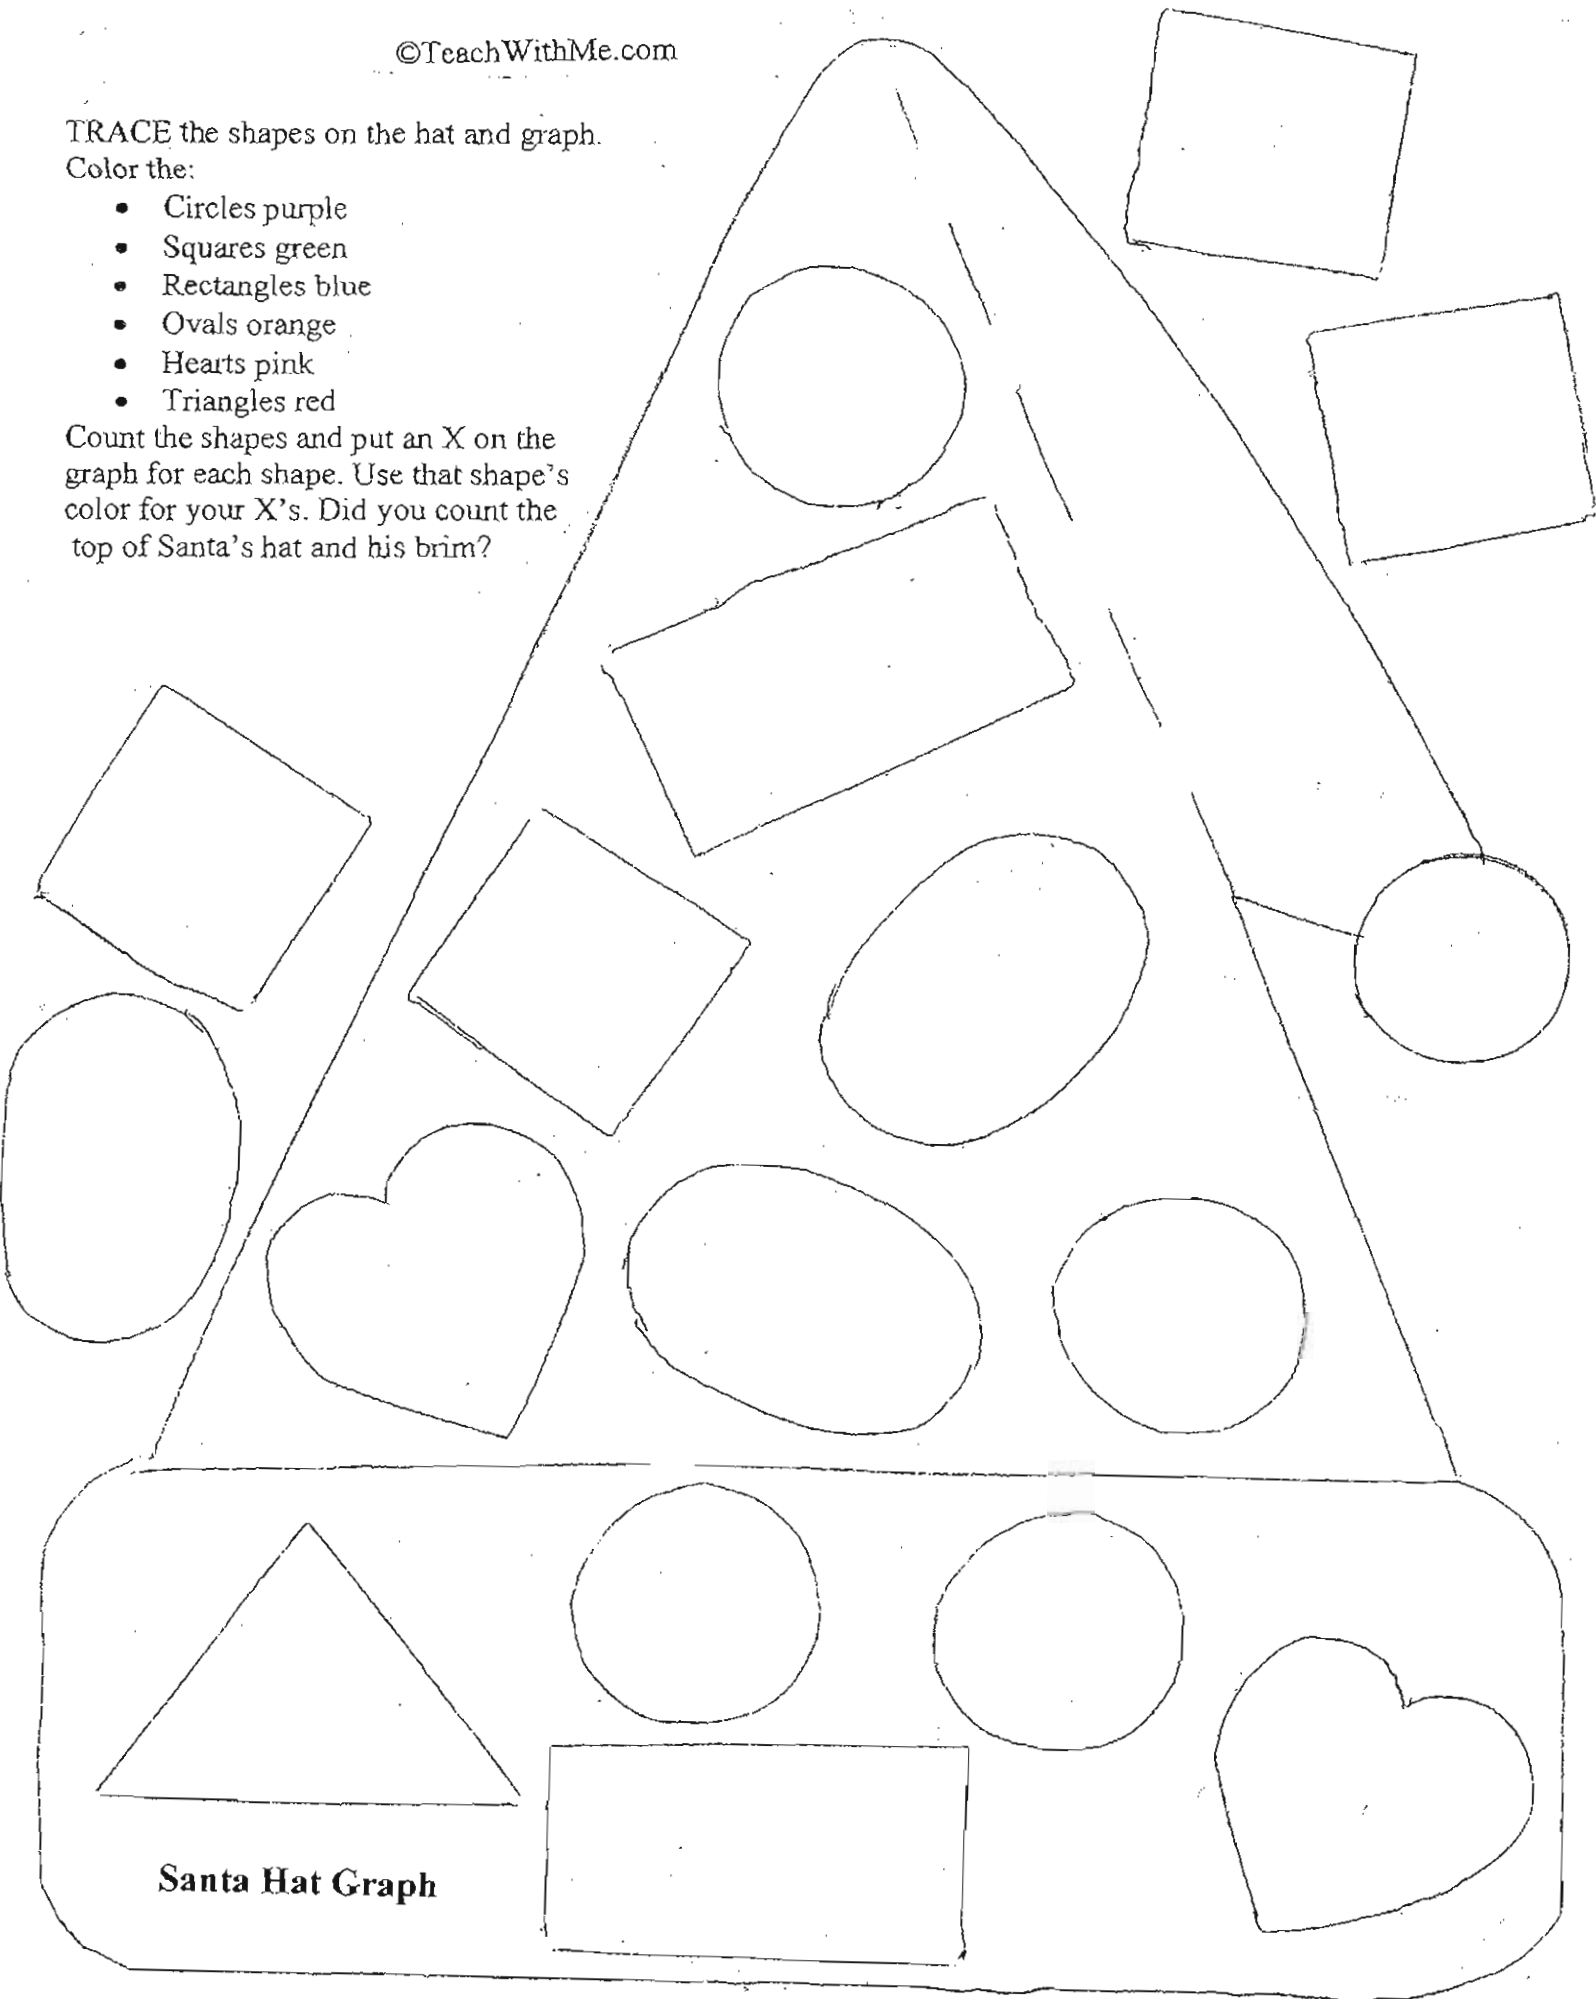 ©TeachWithMe.com
TRACE the shapes on the hat and graph.
Color the:
• Circles purple
• Squares green
• Rectangles blue
• Ovals orange
• Hearts pink
• Triangles red
Count the shapes and put an X on the
graph for each shape. Use that shape's
color for your X's. Did you count the
top of Santa's hat and his brim?
Santa Hat Graph